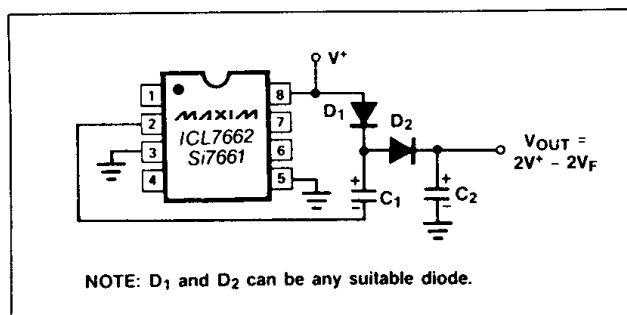 V⁺
1 8
D₁ D₂
2 MAXIM 7
ICL7662
Si7661
VOUT =
2V⁺ − 2VF
3 6
4 5
+ +
C₁ C₂
− −
NOTE: D₁ and D₂ can be any suitable diode.